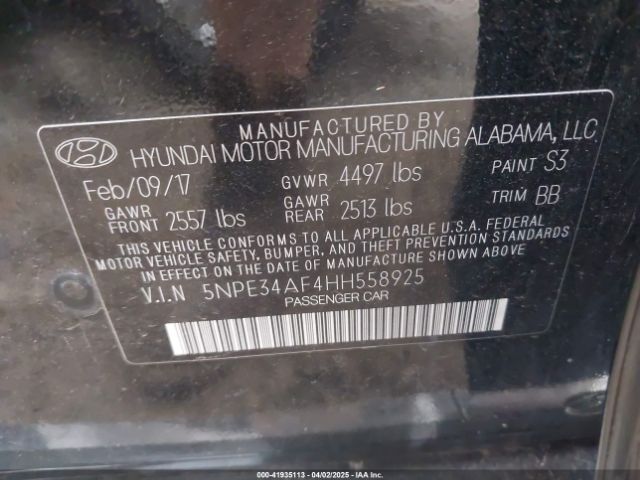 MANUFACTURED BY
HYUNDAI MOTOR MANUFACTURING ALABAMA, LLC
Feb/09/17 GVWR 4497 lbs PAINT S3
GAWR FRONT 2557 lbs GAWR REAR 2513 lbs TRIM BB
THIS VEHICLE CONFORMS TO ALL APPLICABLE U.S.A. FEDERAL
MOTOR VEHICLE SAFETY, BUMPER, AND THEFT PREVENTION STANDARDS
IN EFFECT ON THE DATE OF MANUFACTURE SHOWN ABOVE.
V.I.N 5NPE34AF4HH558925
PASSENGER CAR
000-41935113 - 04/02/2025 - IAAI.COM